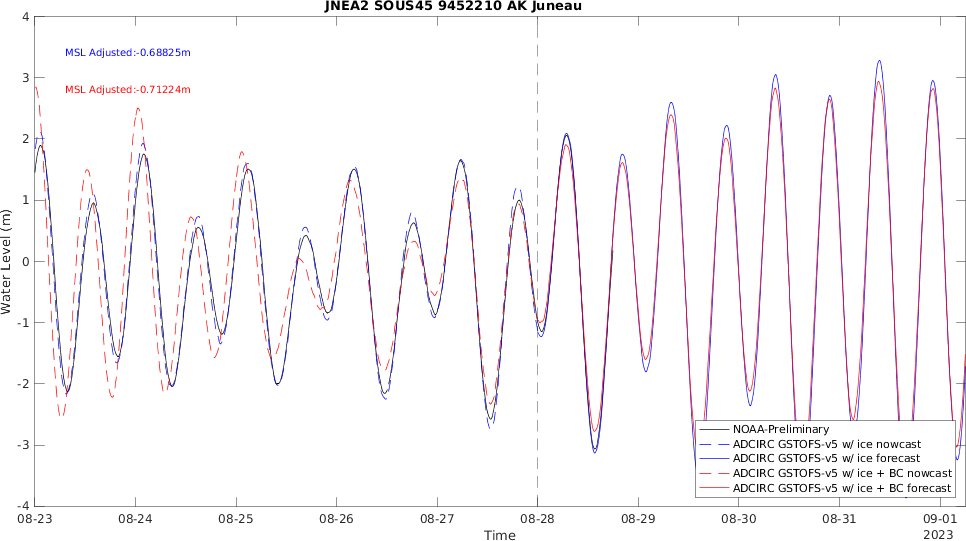 JNEA2 SOUS45 9452210 AK Juneau
MSL Adjusted:-0.68825m
MSL Adjusted:-0.71224m
Water Level (m)
4
3
2
1
0
-1
-2
-3
-4
NOAA-Preliminary
ADCIRC GSTOFS-v5 w/ ice nowcast
ADCIRC GSTOFS-v5 w/ ice forecast
ADCIRC GSTOFS-v5 w/ ice + BC nowcast
ADCIRC GSTOFS-v5 w/ ice + BC forecast
08-23 08-24 08-25 08-26 08-27 08-28 08-29 08-30 08-31 09-01
2023
Time